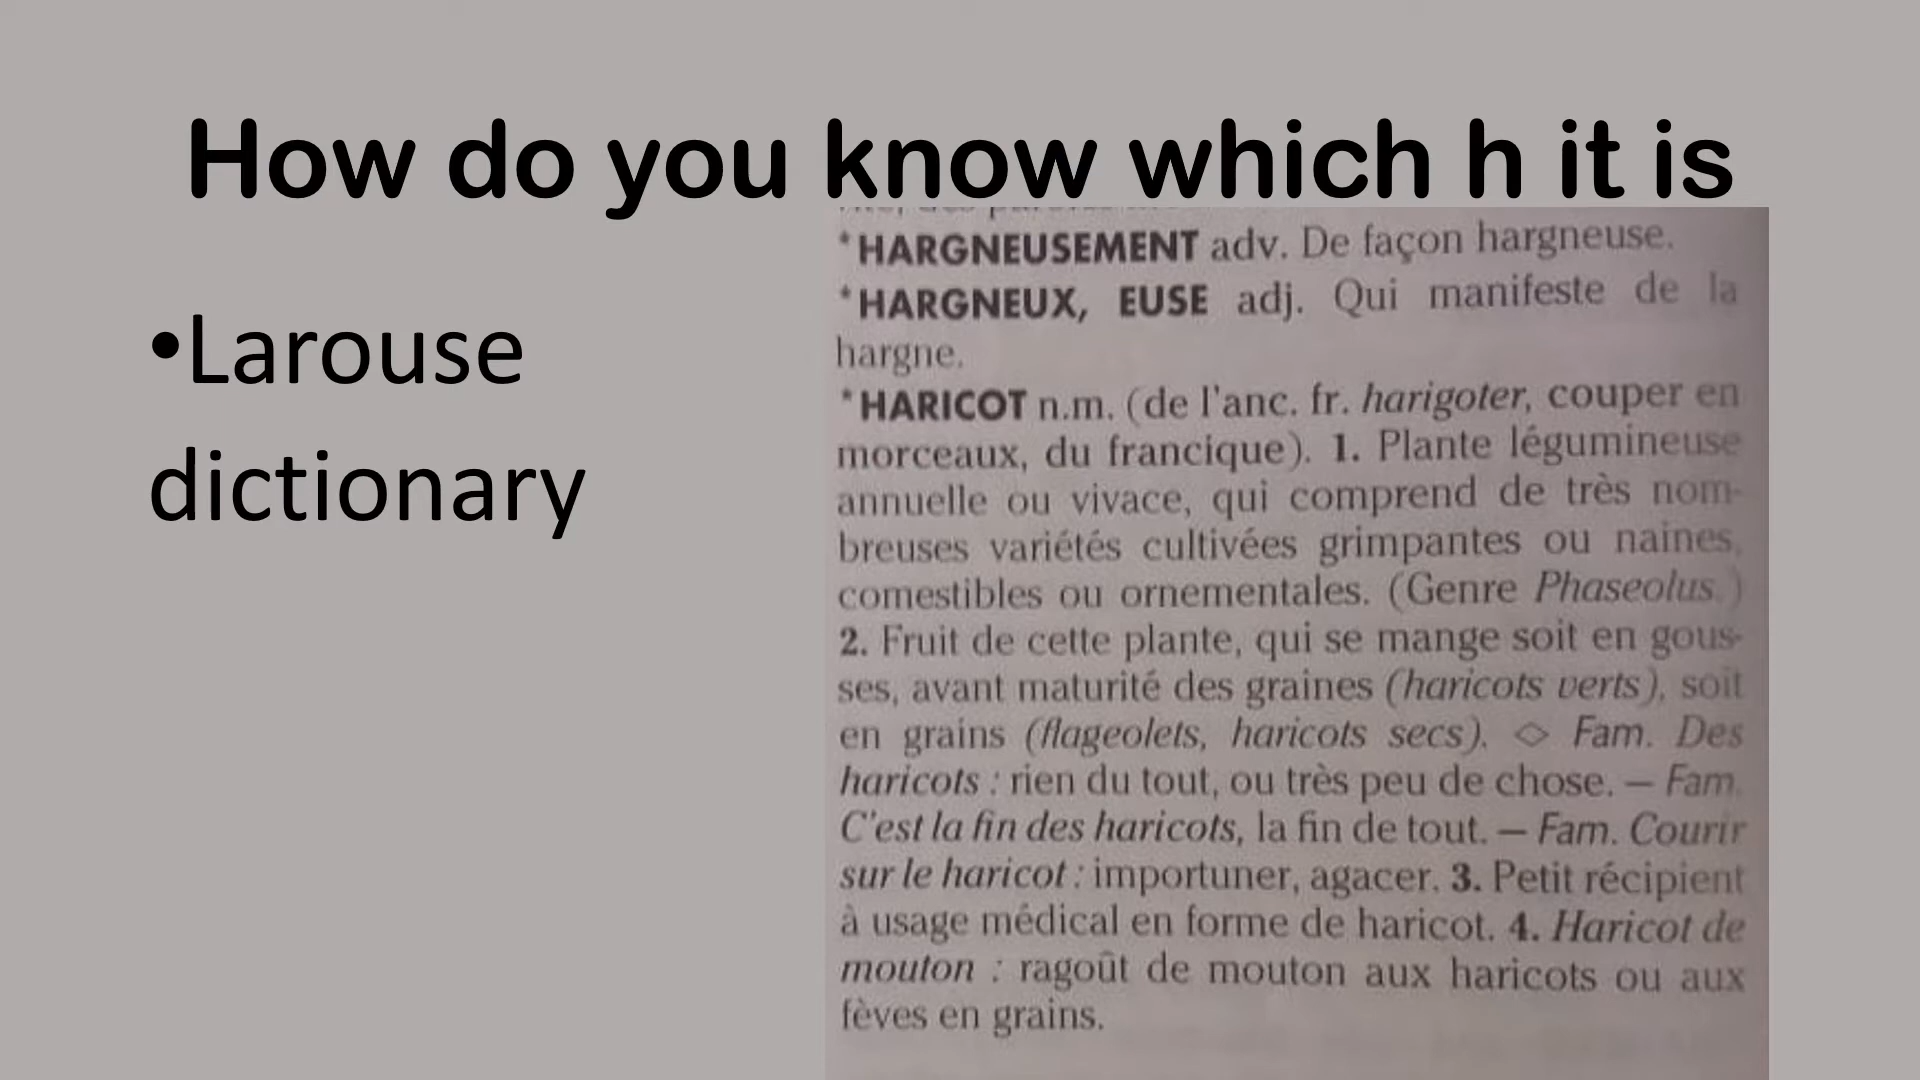 How do you know which h it is
•Larouse
dictionary
*HARGNEUSEMENT adv. De façon hargneuse.
*HARGNEUX, EUSE adj. Qui manifeste de la
hargne.
*HARICOT n.m. (de l'anc. fr. harigoter, couper en
morceaux, du francique). 1. Plante légumineuse
annuelle ou vivace, qui comprend de très nom-
breuses variétés cultivées grimpantes ou naines,
comestibles ou ornementales. (Genre Phaseolus.)
2. Fruit de cette plante, qui se mange soit en gous-
ses, avant maturité des graines (haricots verts), soit
en grains (flageolets, haricots secs). ◇ Fam. Des
haricots : rien du tout, ou très peu de chose. — Fam.
C'est la fin des haricots, la fin de tout. — Fam. Courir
sur le haricot : importuner, agacer. 3. Petit récipient
à usage médical en forme de haricot. 4. Haricot de
mouton : ragoût de mouton aux haricots ou aux
fèves en grains.